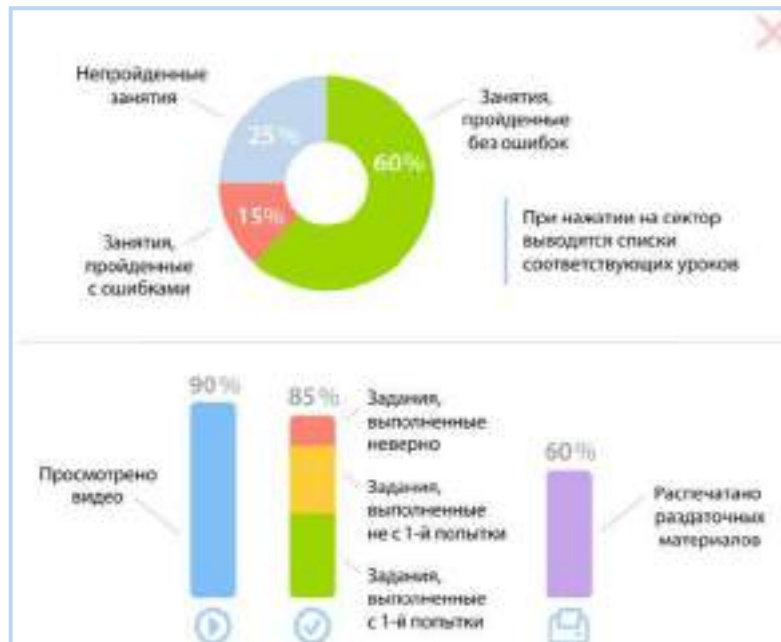 Непройденные
занятия
25%
60%
15%
Занятия,
пройденные
без ошибок
Занятия,
пройденные
с ошибками
При нажатии на сектор
выводятся списки
соответствующих уроков
90%
85%
60%
Просмотрено
видео
Задания,
выполненные
неверно
Задания,
выполненные
не с 1-й попытки
Задания,
выполненные
с 1-й попытки
Распечатано
раздаточных
материалов